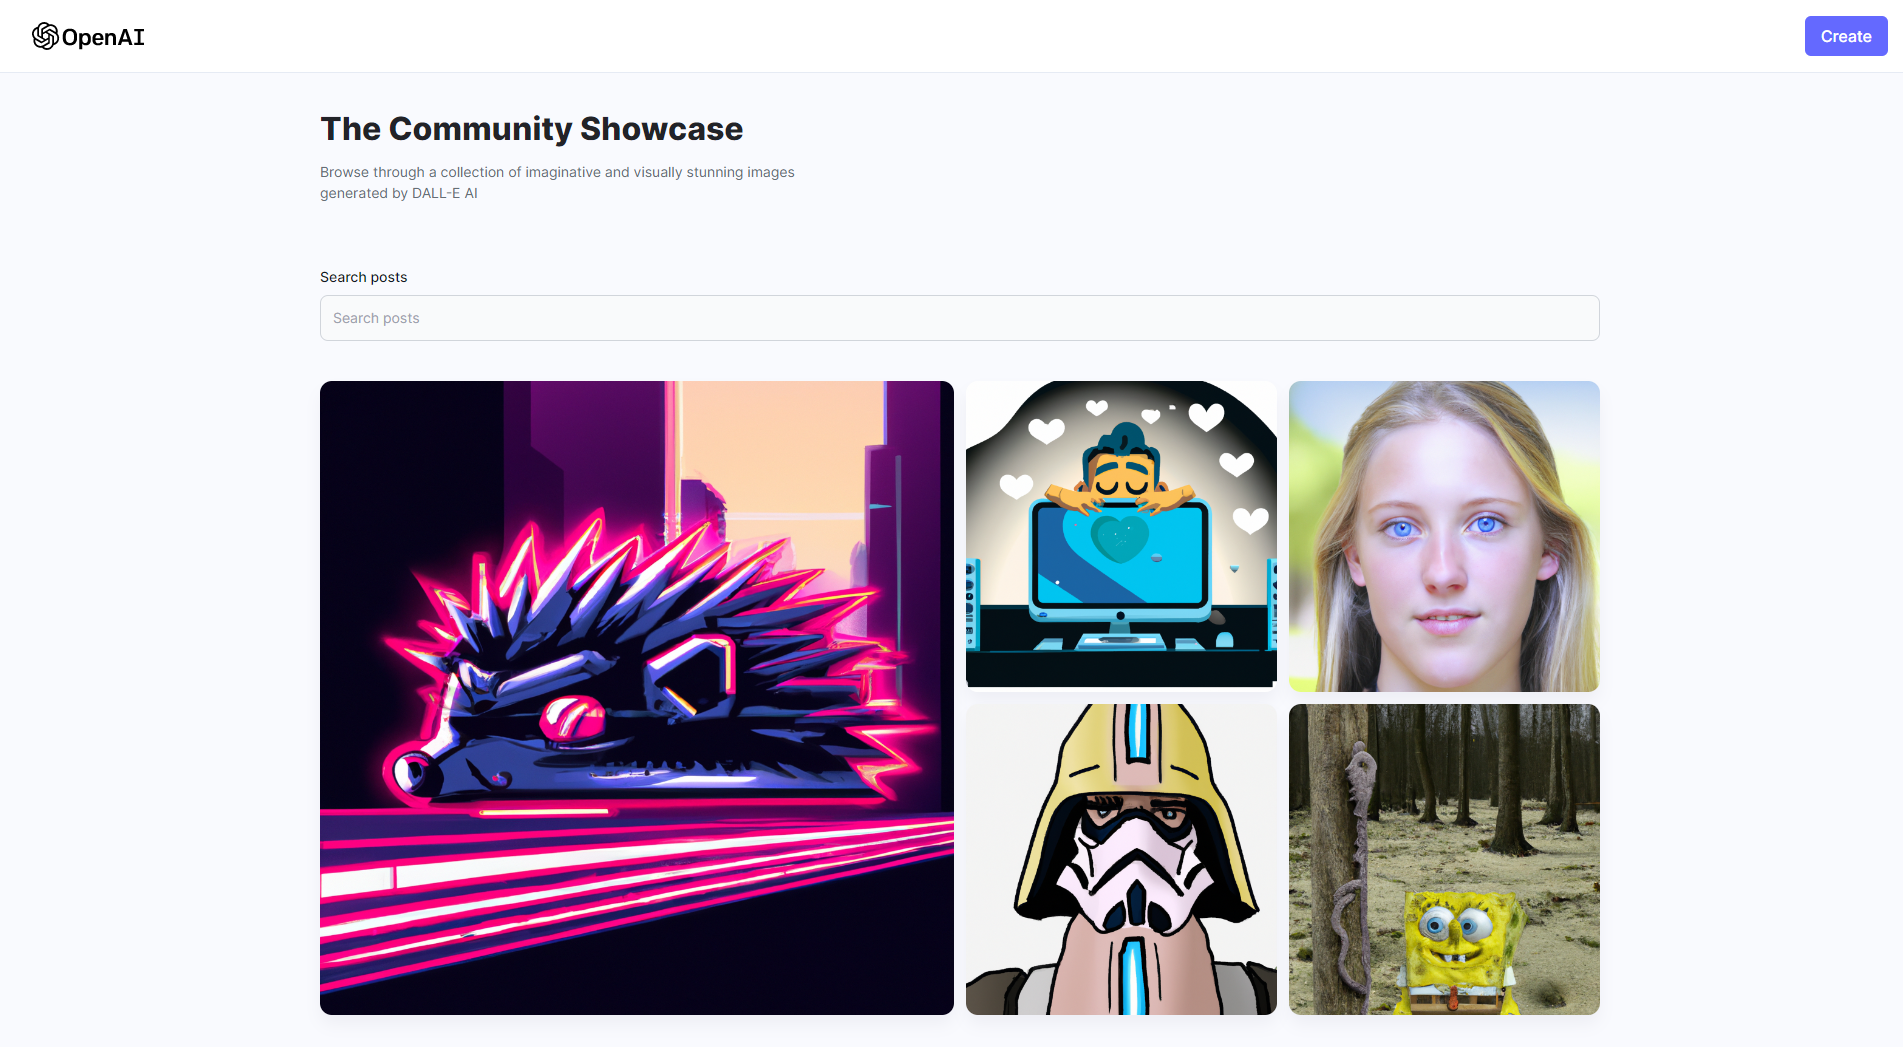 OpenAI
Create
The Community Showcase
Browse through a collection of imaginative and visually stunning images
generated by DALL-E AI
Search posts
Search posts